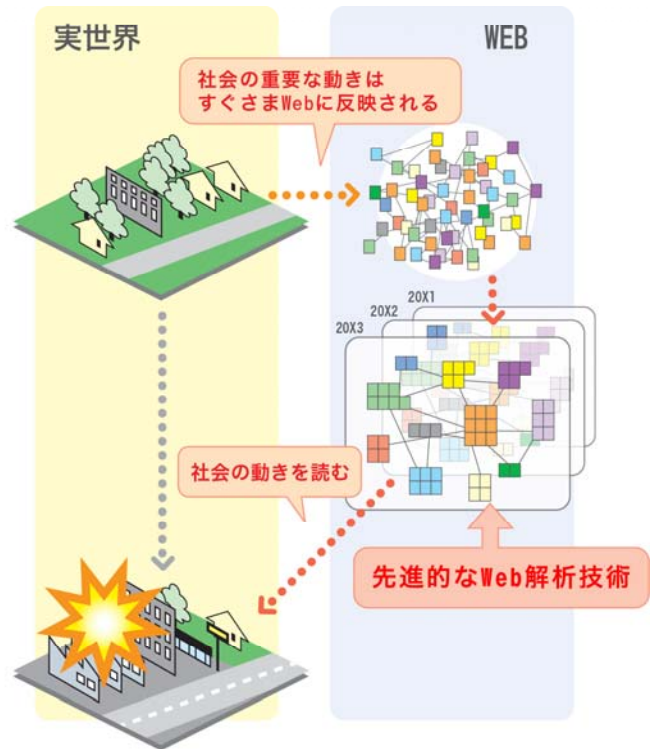 実世界
WEB
社会の重要な動きは
すぐさまWebに反映される
20X1
20X2
20X3
社会の動きを読む
先進的なWeb解析技術